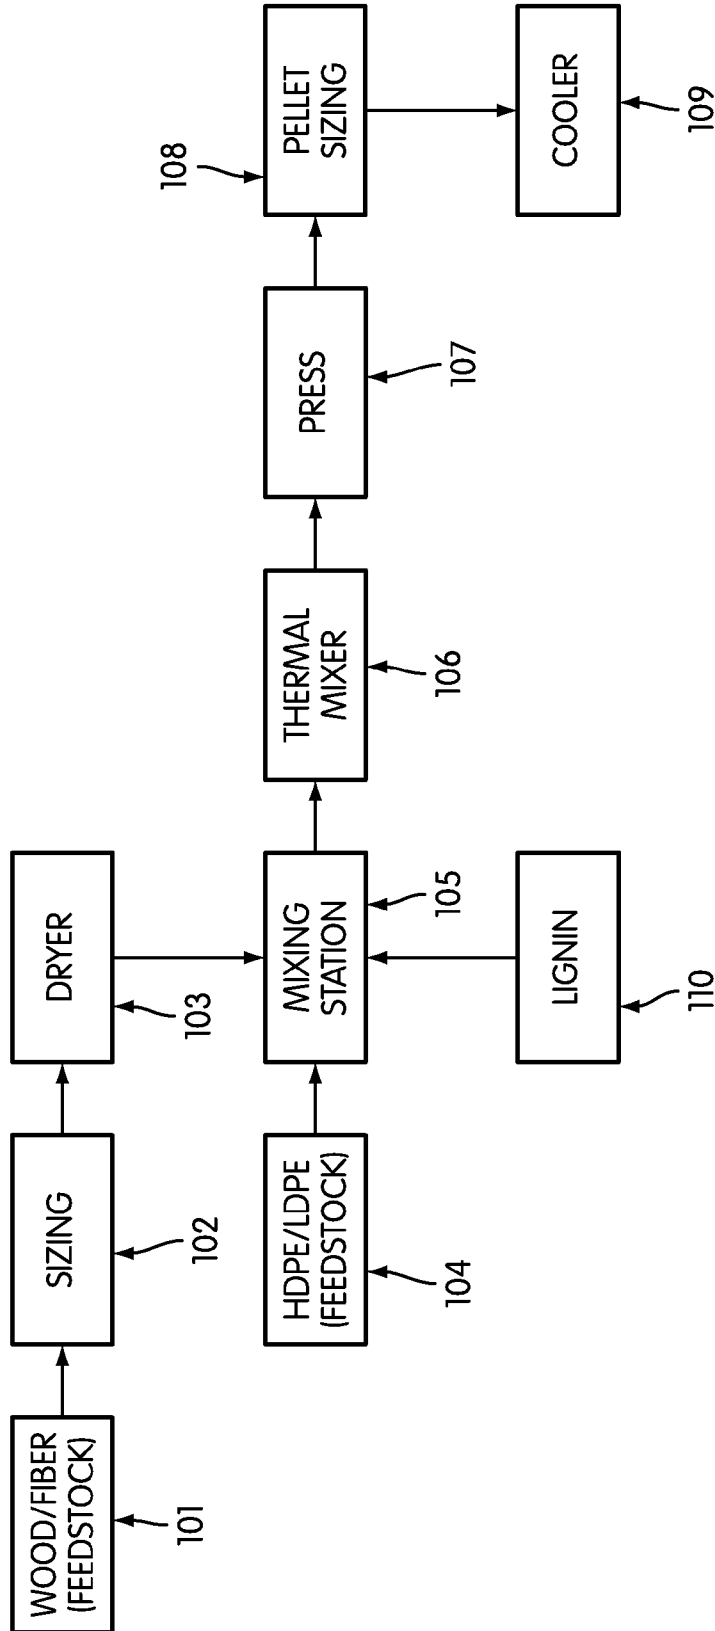 WOOD/FIBER
(FEEDSTOCK)
101
SIZING
102
DRYER
103
HDPE/LDPE
(FEEDSTOCK)
104
MIXING
STATION
105
LIGNIN
110
THERMAL
MIXER
106
PRESS
107
PELLET
SIZING
108
COOLER
109